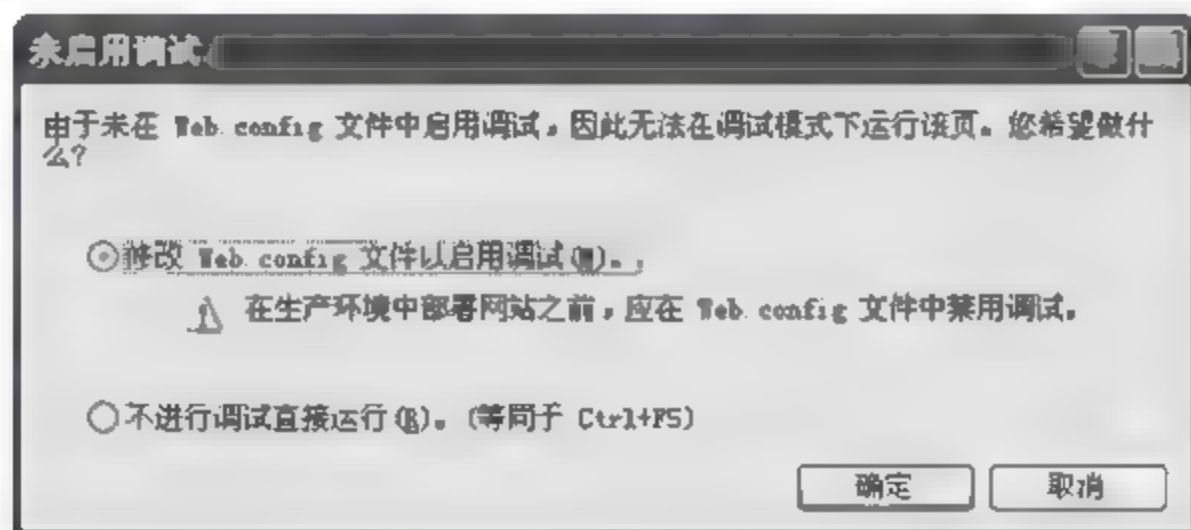 未启用调试
由于未在 Web.config 文件中启用调试，因此无法在调试模式下运行该页。您希望做什
么?
修改 Web.config 文件以启用调试(M)。
在生产环境中部署网站之前，应在 Web.config 文件中禁用调试。
不进行调试直接运行(R)。(等同于 Ctrl+F5)
确定 取消